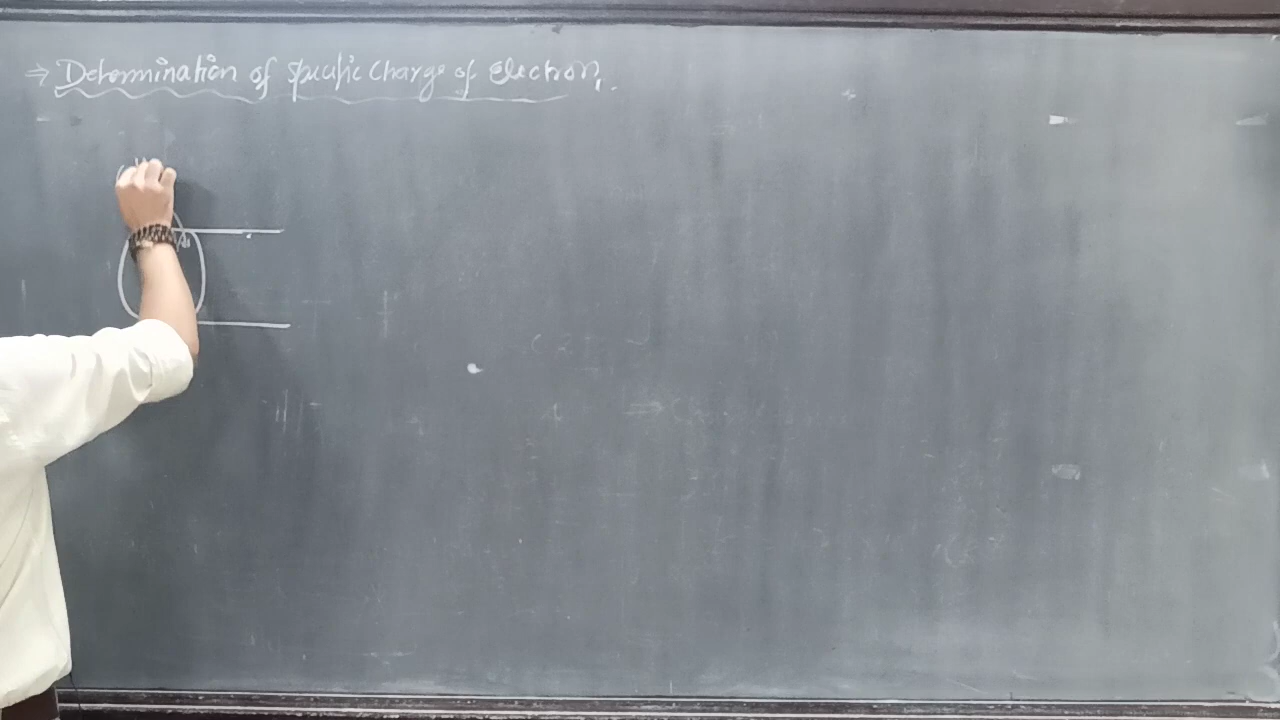 ⇒ Determination of Specific Charge of Electron.